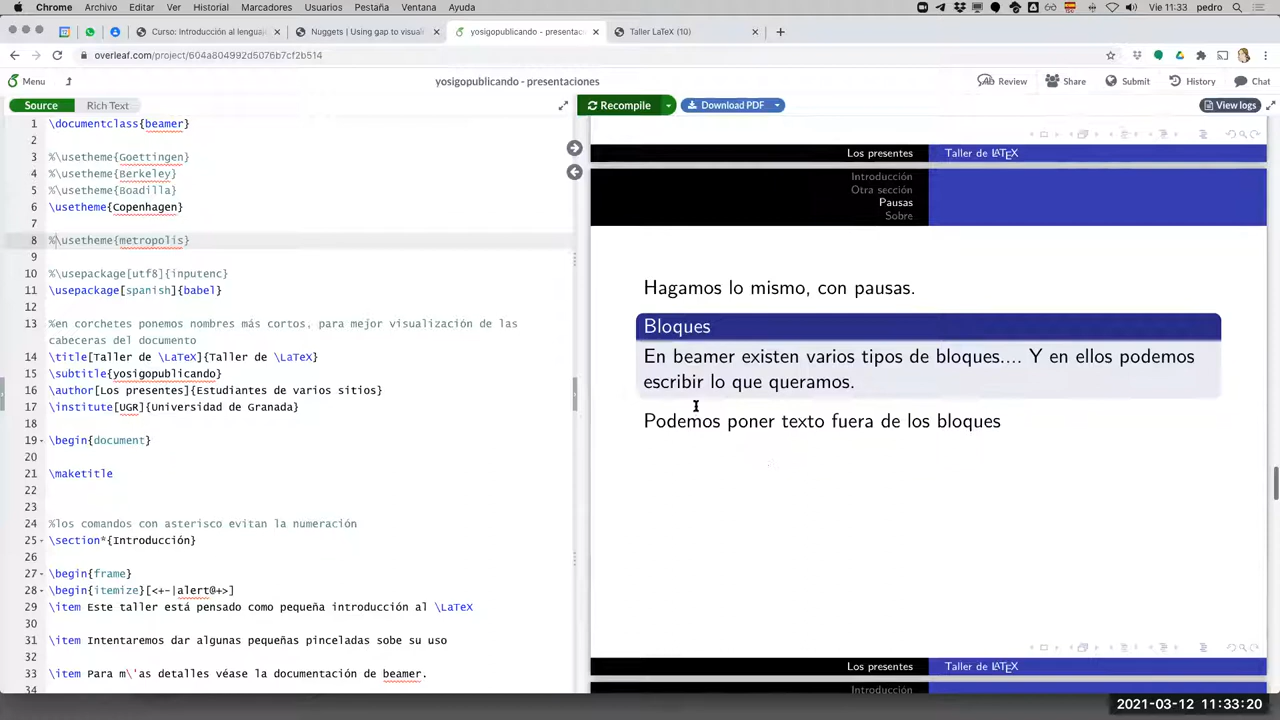 Chrome Archivo Editar Ver Historial Marcadores Usuarios Pestaña Ventana Ayuda Vie 11:33 pedro
Curso: Introducción al lenguaj Nuggets | Using gap to visual yosigopublicando - presentacio Taller LaTeX (10)
overleaf.com/project/604a804992d5076b7cf2b514
Menu yosigopublicando - presentaciones Review Share Submit History Chat
Source Rich Text Recompile Download PDF View logs
1 \documentclass{beamer}
2
3 %\usetheme{Goettingen}
4 %\usetheme{Berkeley}
5 %\usetheme{Boadilla}
6 \usetheme{Copenhagen}
7
8 %\usetheme{metropolis}
9
10 %\usepackage[utf8]{inputenc}
11 \usepackage[spanish]{babel}
12
13 %en corchetes ponemos nombres más cortos, para mejor visualización de las
cabeceras del documento
14 \title[Taller de \LaTeX]{Taller de \LaTeX}
15 \subtitle{yosigopublicando}
16 \author[Los presentes]{Estudiantes de varios sitios}
17 \institute[UGR]{Universidad de Granada}
18
19 \begin{document}
20
21 \maketitle
22
23
24 %los comandos con asterisco evitan la numeración
25 \section*{Introducción}
26
27 \begin{frame}
28 \begin{itemize}[<+-|alert@+>]
29 \item Este taller está pensado como pequeña introducción al \LaTeX
30
31 \item Intentaremos dar algunas pequeñas pinceladas sobe su uso
32
33 \item Para m\'as detalles véase la documentación de beamer.
34
Los presentes Taller de LATEX
Introducción
Otra sección
Pausas
Sobre
Hagamos lo mismo, con pausas.
Bloques
En beamer existen varios tipos de bloques.... Y en ellos podemos
escribir lo que queramos.
Podemos poner texto fuera de los bloques
Los presentes Taller de LATEX
Introducción
2021-03-12 11:33:20